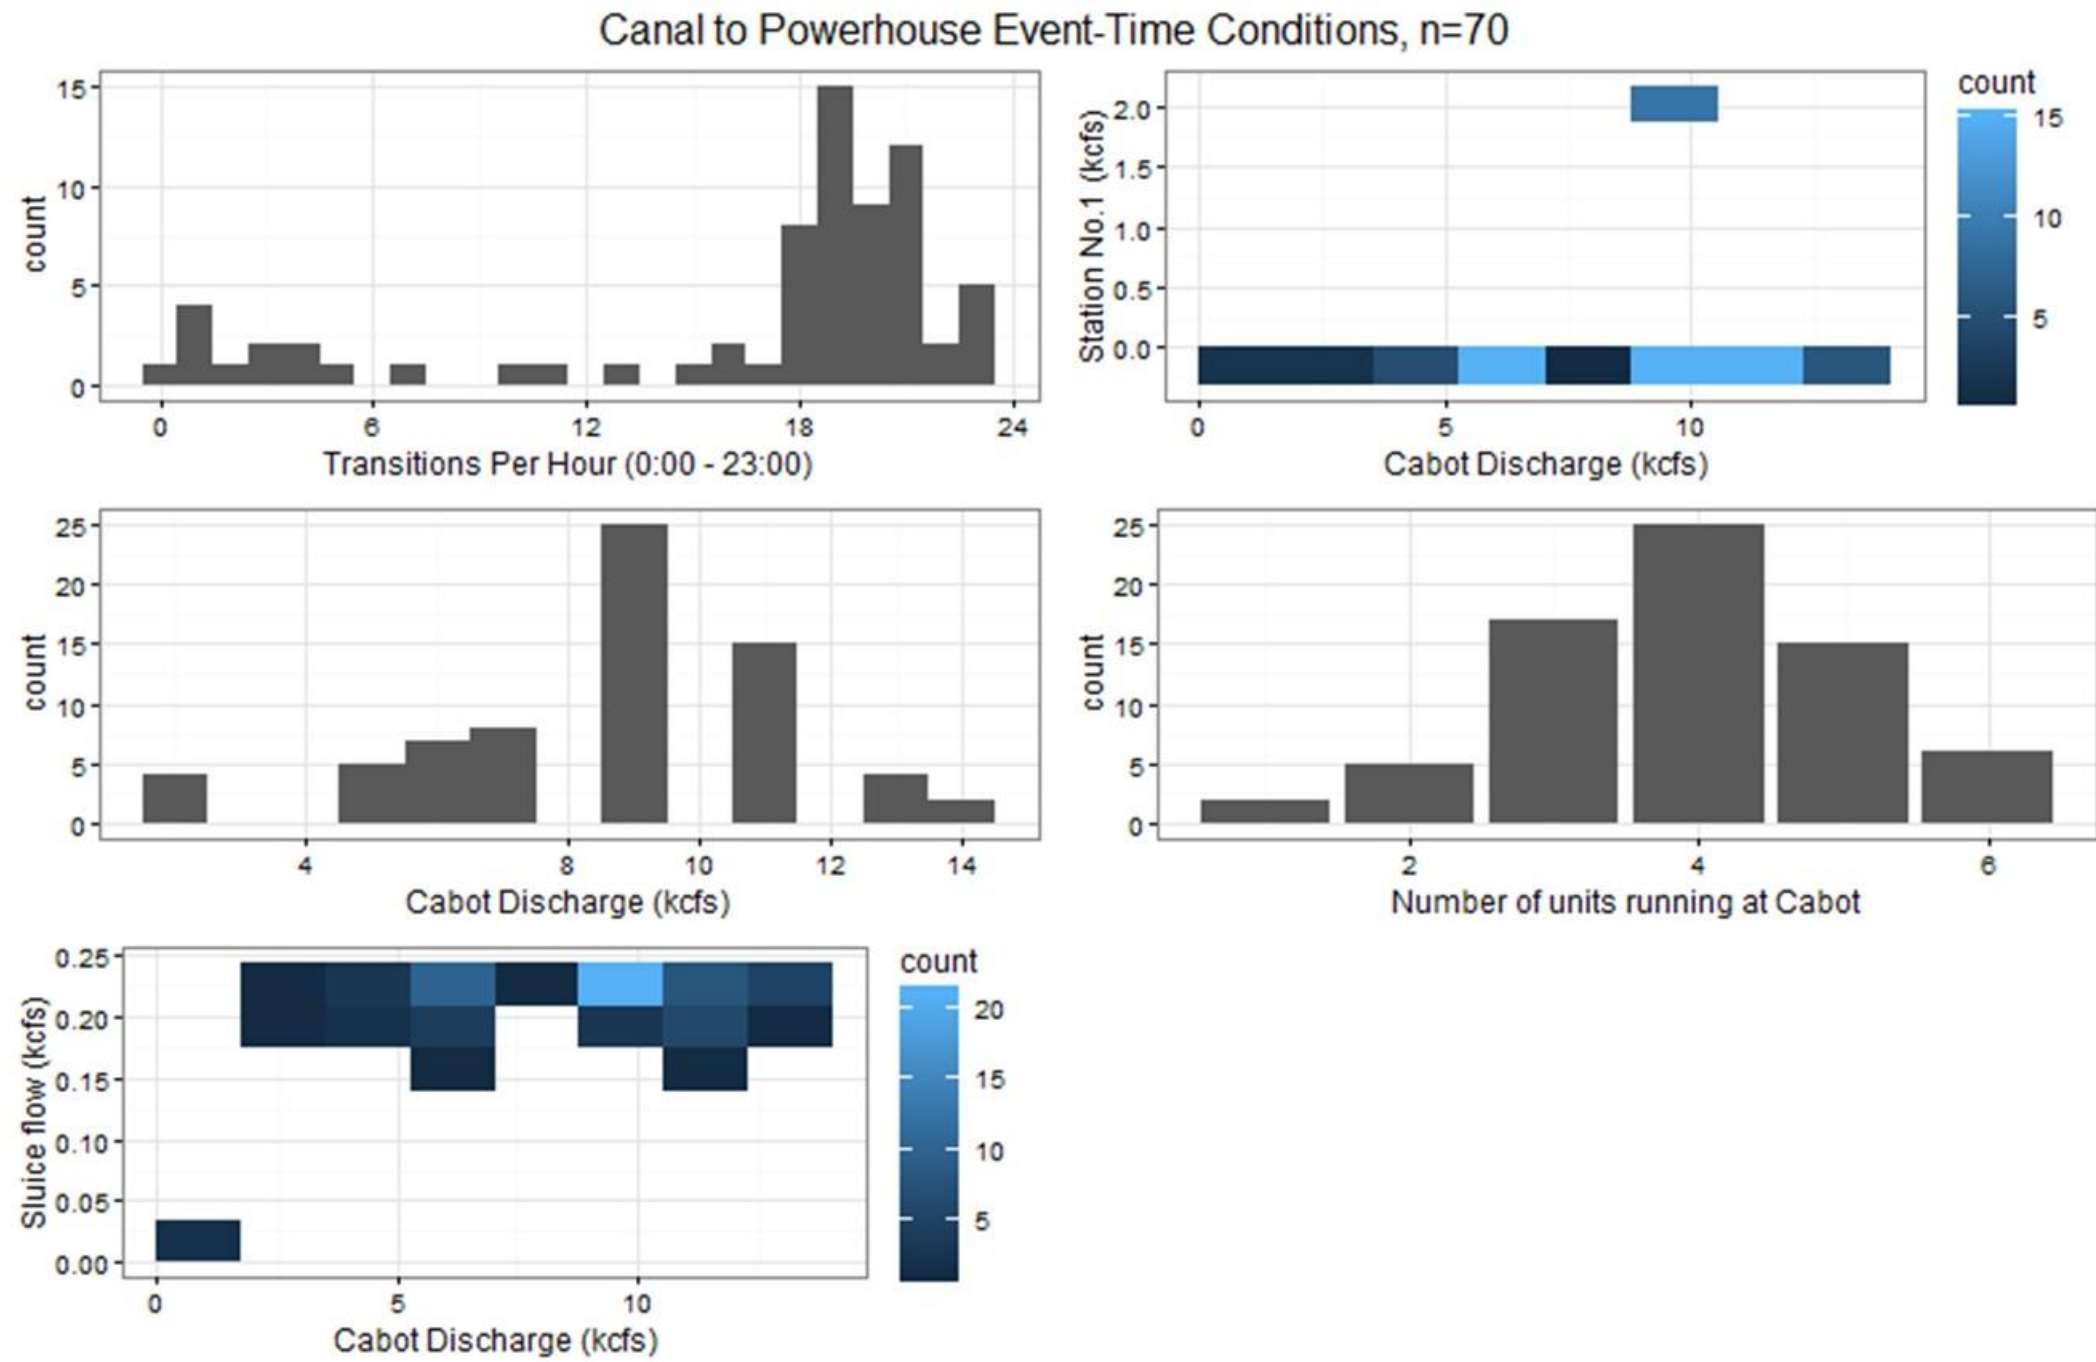 Canal to Powerhouse Event-Time Conditions, n=70
count
15
10
5
0
0 6 12 18 24
Transitions Per Hour (0:00 - 23:00)
Station No.1 (kcfs)
2.0
1.5
1.0
0.5
0.0
0 5 10
Cabot Discharge (kcfs)
count
15
10
5
count
25
20
15
10
5
0
4 8 10 12 14
Cabot Discharge (kcfs)
count
25
20
15
10
5
0
2 4 6
Number of units running at Cabot
Sluice flow (kcfs)
0.25
0.20
0.15
0.10
0.05
0.00
0 5 10
Cabot Discharge (kcfs)
count
20
15
10
5